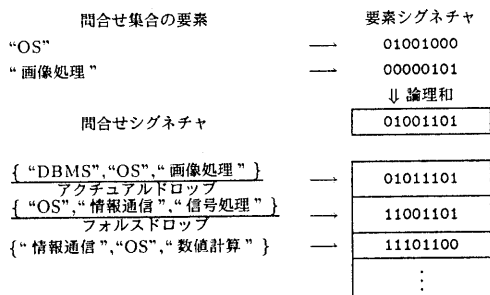 問合せ集合の要素 要素シグネチャ
“OS” → 01001000
“画像処理” → 00000101
⇓ 論理和
問合せシグネチャ 01001101
{ “DBMS”,“OS”,“画像処理” } → 01011101
アクチュアルドロップ
{ “OS”,“情報通信”,“信号処理” } → 11001101
フォルスドロップ
{“情報通信”,“OS”,“数値計算” } → 11101100
⋮